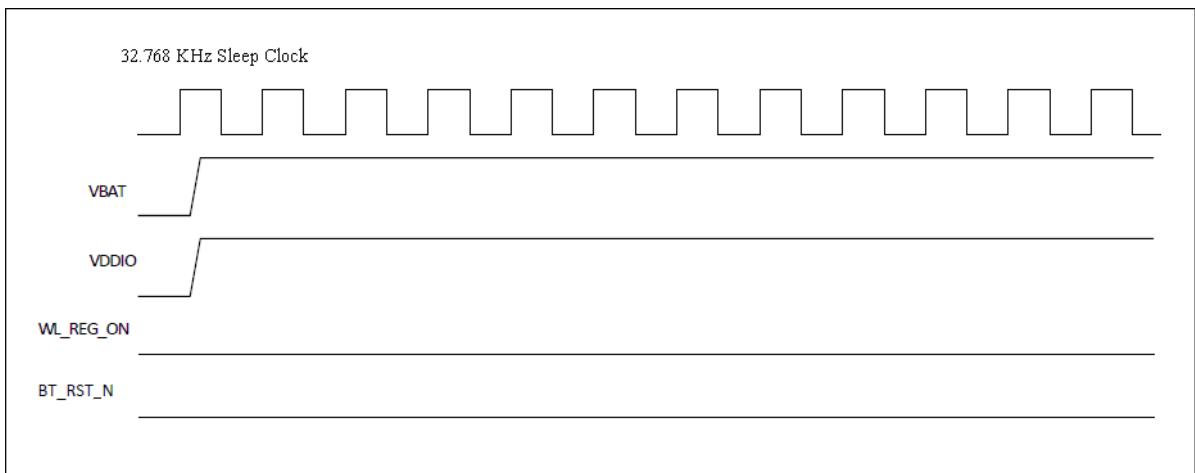 32.768 KHz Sleep Clock
VBAT
VDDIO
WL_REG_ON
BT_RST_N